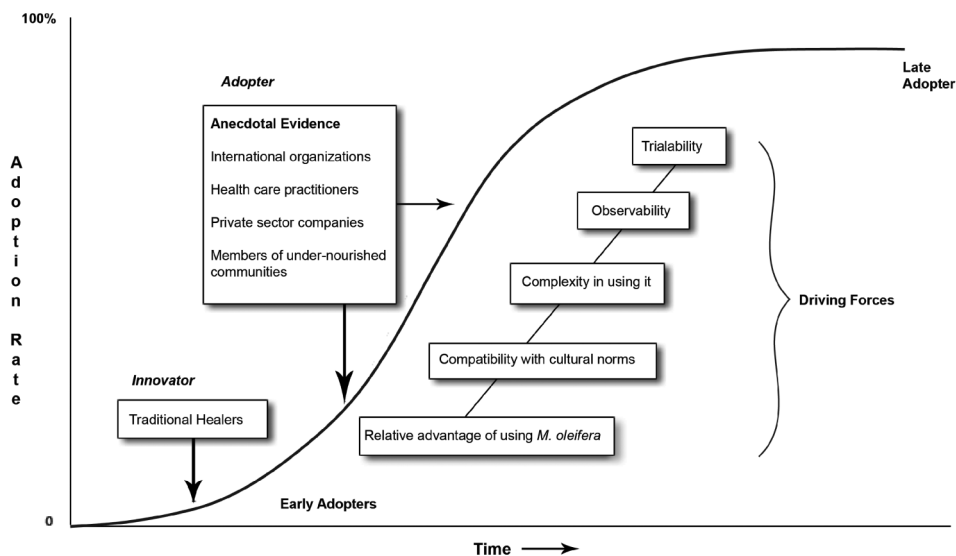 100%
Adoption Rate
0
Innovator
Traditional Healers
Adopter
Anecdotal Evidence
International organizations
Health care practitioners
Private sector companies
Members of under-nourished
communities
Early Adopters
Late
Adopter
Trialability
Observability
Complexity in using it
Compatibility with cultural norms
Relative advantage of using M. oleifera
Driving Forces
Time